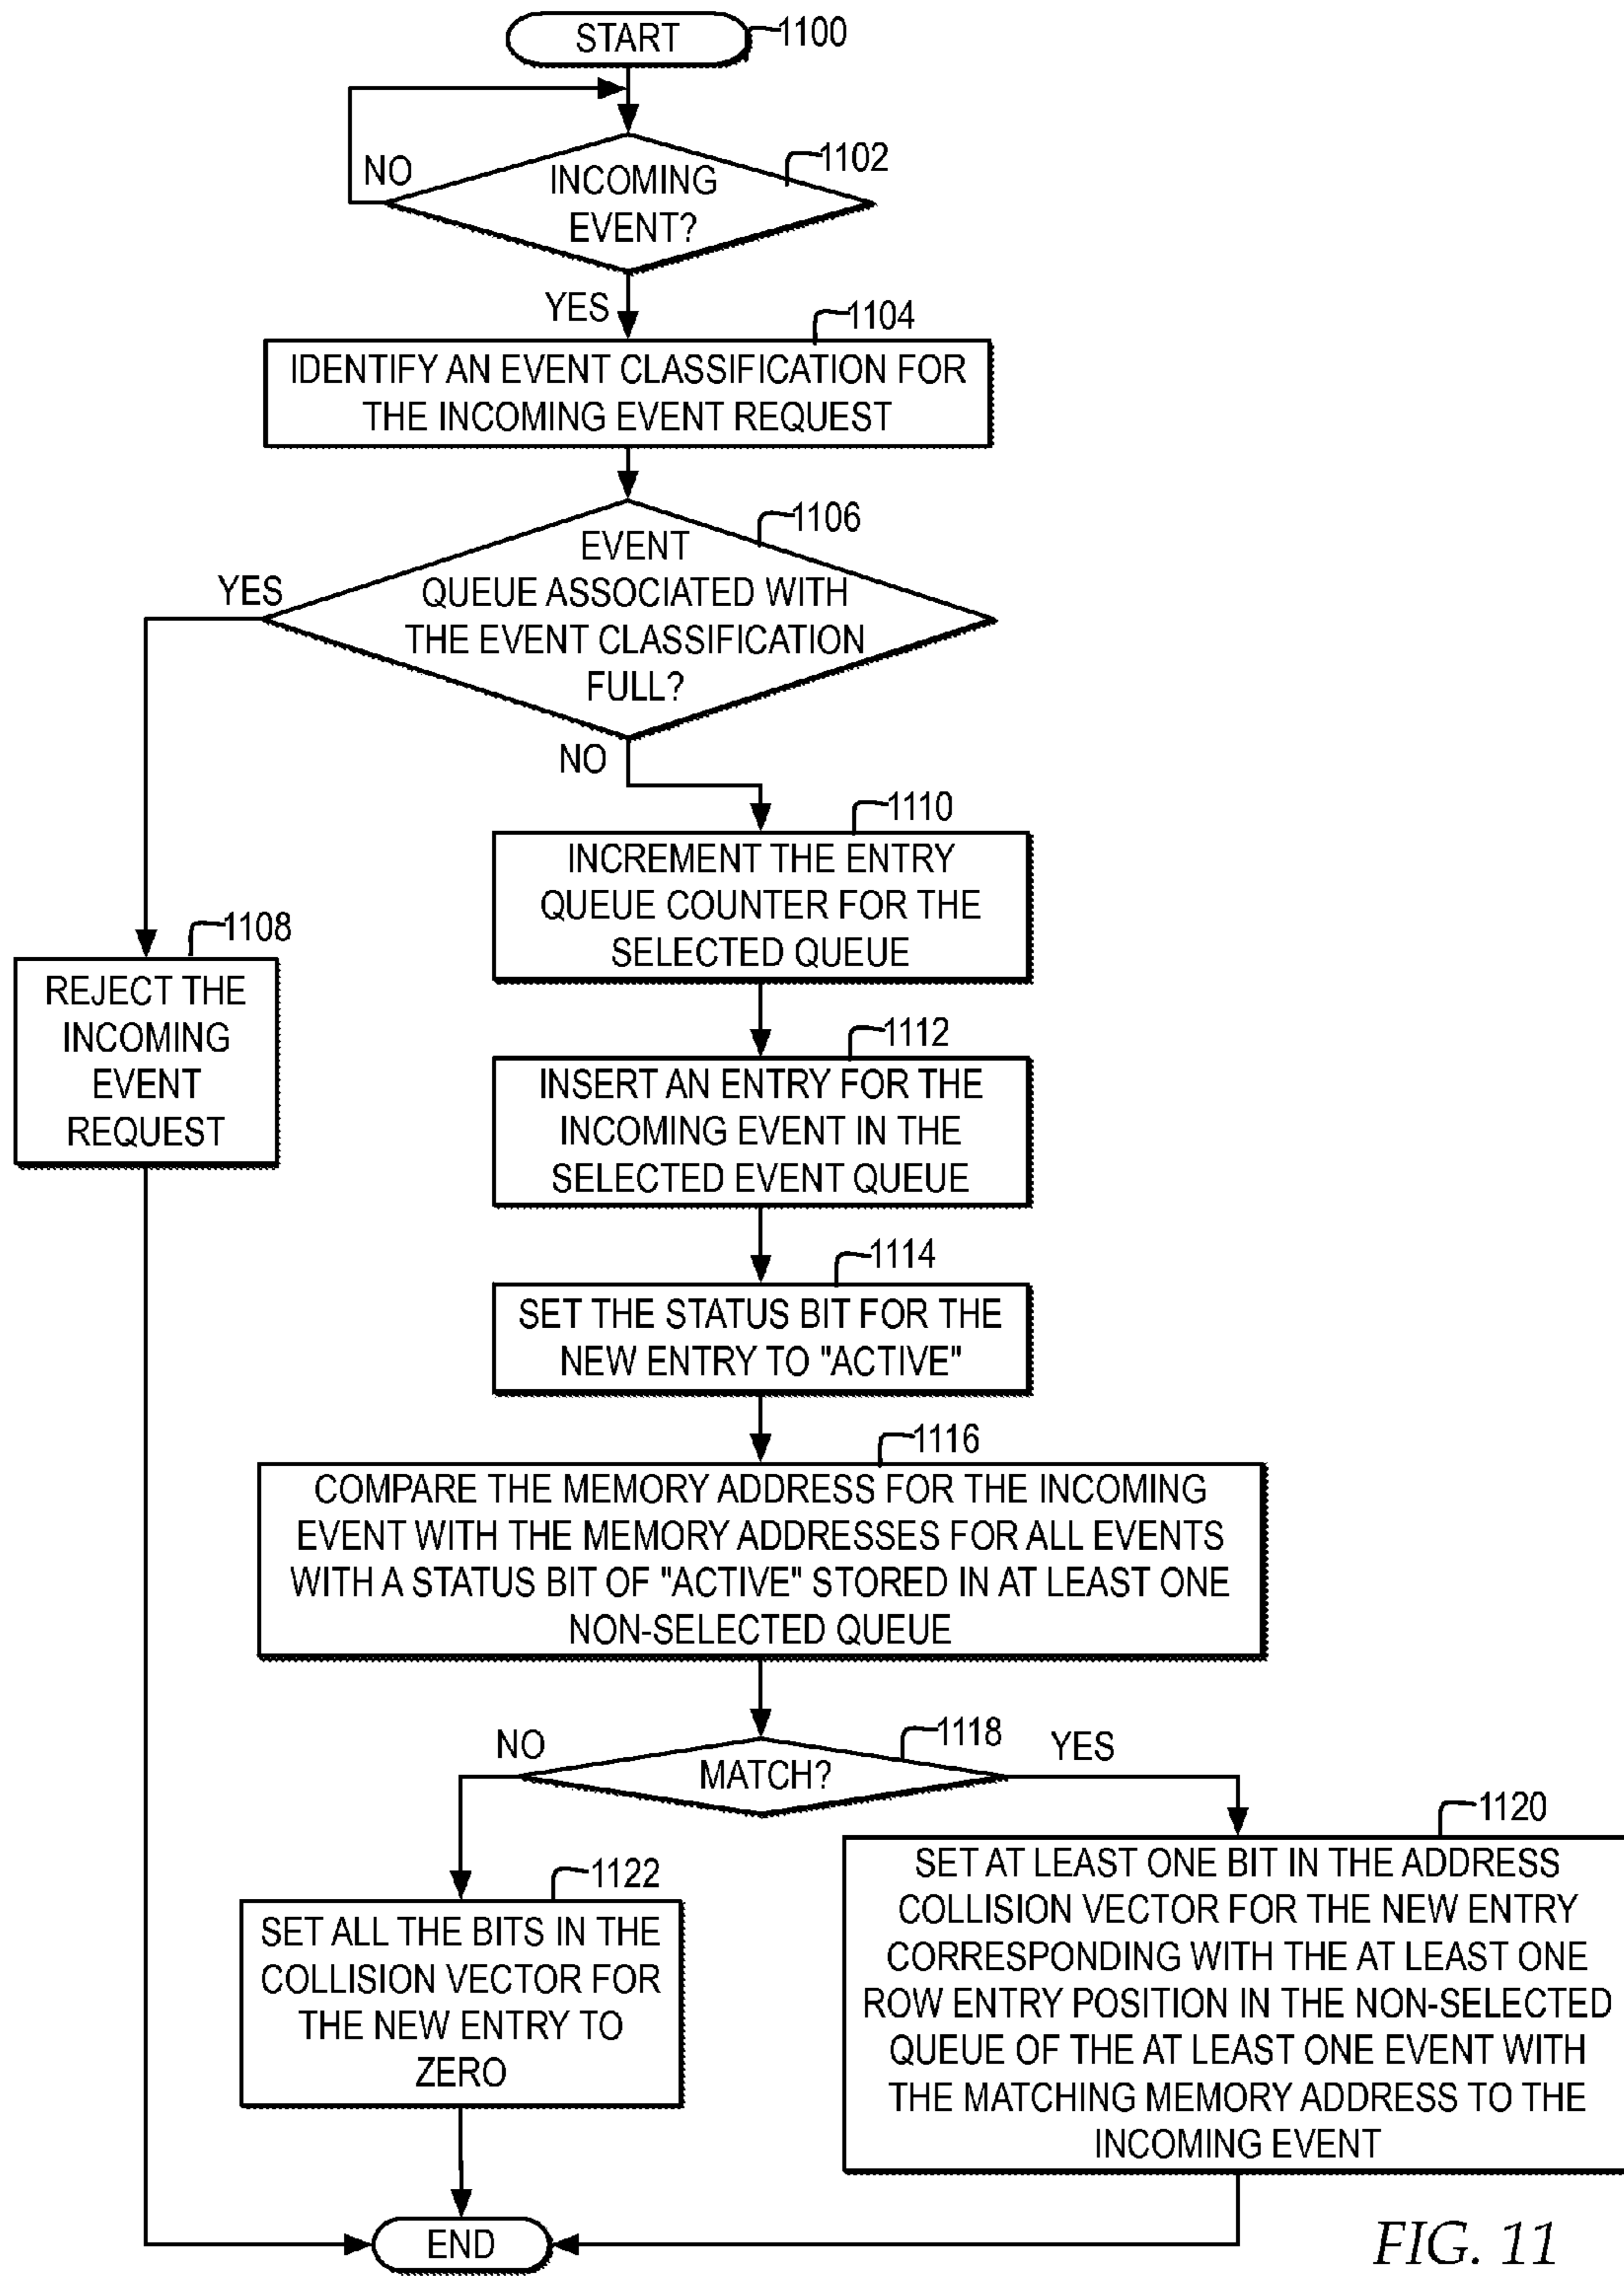 START
1100
NO
1102
INCOMING
EVENT?
YES
1104
IDENTIFY AN EVENT CLASSIFICATION FOR
THE INCOMING EVENT REQUEST
1106
EVENT
QUEUE ASSOCIATED WITH
THE EVENT CLASSIFICATION
FULL?
YES
NO
1110
INCREMENT THE ENTRY
QUEUE COUNTER FOR THE
SELECTED QUEUE
1108
REJECT THE
INCOMING
EVENT
REQUEST
1112
INSERT AN ENTRY FOR THE
INCOMING EVENT IN THE
SELECTED EVENT QUEUE
1114
SET THE STATUS BIT FOR THE
NEW ENTRY TO "ACTIVE"
1116
COMPARE THE MEMORY ADDRESS FOR THE INCOMING
EVENT WITH THE MEMORY ADDRESSES FOR ALL EVENTS
WITH A STATUS BIT OF "ACTIVE" STORED IN AT LEAST ONE
NON-SELECTED QUEUE
NO
1118
YES
MATCH?
1122
SET ALL THE BITS IN THE
COLLISION VECTOR FOR
THE NEW ENTRY TO
ZERO
1120
SET AT LEAST ONE BIT IN THE ADDRESS
COLLISION VECTOR FOR THE NEW ENTRY
CORRESPONDING WITH THE AT LEAST ONE
ROW ENTRY POSITION IN THE NON-SELECTED
QUEUE OF THE AT LEAST ONE EVENT WITH
THE MATCHING MEMORY ADDRESS TO THE
INCOMING EVENT
END
FIG. 11